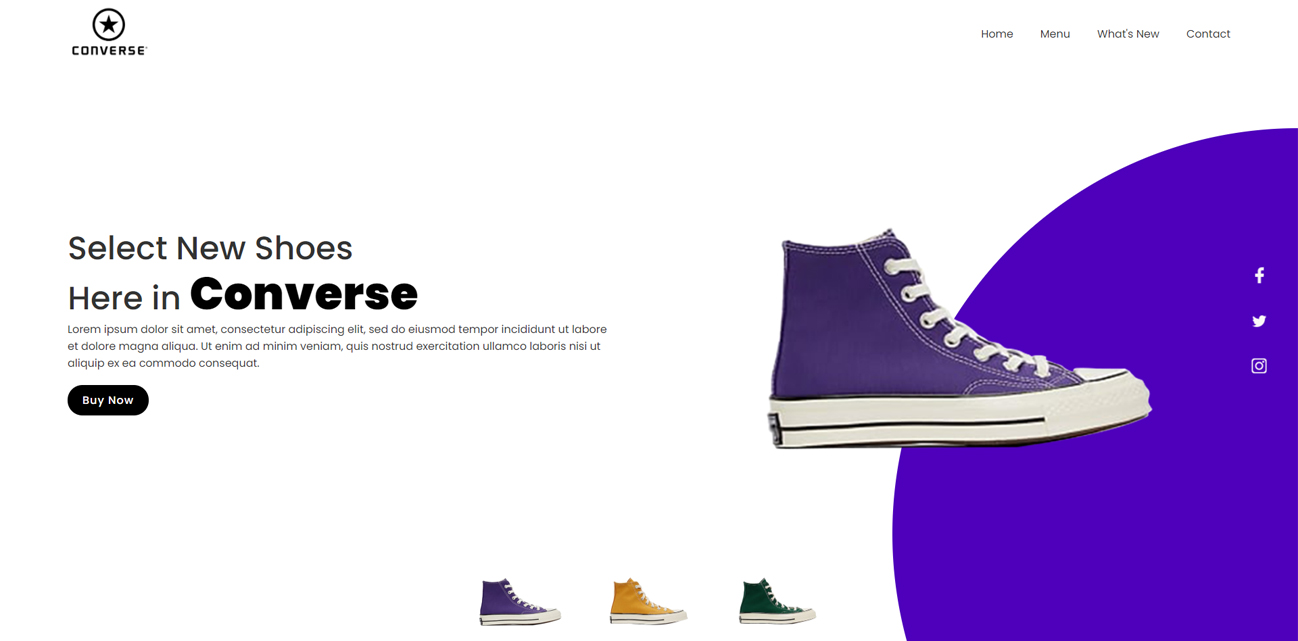 CONVERSE
Home
Menu
What's New
Contact
Select New Shoes
Here in Converse
Lorem ipsum dolor sit amet, consectetur adipiscing elit, sed do eiusmod tempor incididunt ut labore
et dolore magna aliqua. Ut enim ad minim veniam, quis nostrud exercitation ullamco laboris nisi ut
aliquip ex ea commodo consequat.
Buy Now